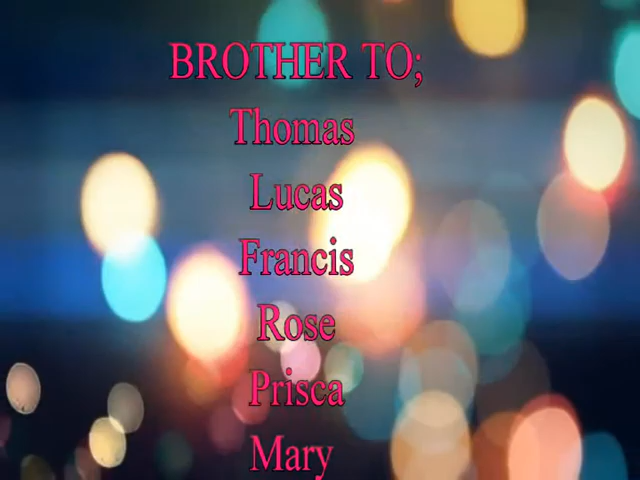 BROTHER TO;
Thomas
Lucas
Francis
Rose
Prisca
Mary